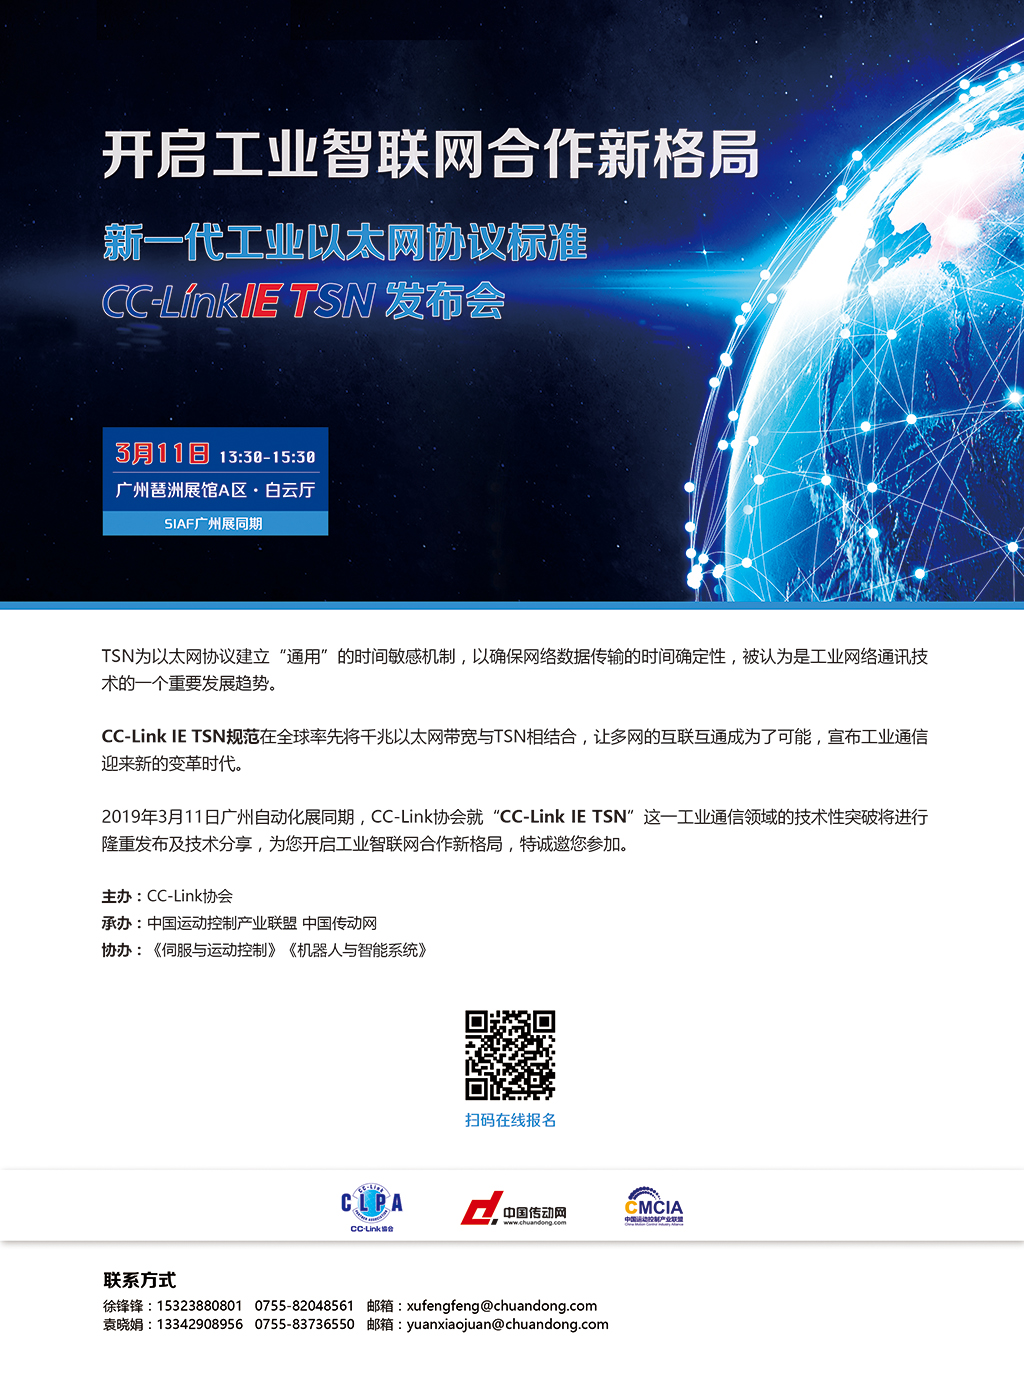 开启工业智联网合作新格局
新一代工业以太网协议标准
CC-Link IE TSN 发布会
3月11日 13:30-15:30
广州琶洲展馆A区·白云厅
SIAF广州展同期
TSN为以太网协议建立“通用”的时间敏感机制，以确保网络数据传输的时间确定性，被认为是工业网络通讯技
术的一个重要发展趋势。
CC-Link IE TSN规范在全球率先将千兆以太网带宽与TSN相结合，让多网的互联互通成为了可能，宣布工业通信
迎来新的变革时代。
2019年3月11日广州自动化展同期，CC-Link协会就“CC-Link IE TSN”这一工业通信领域的技术性突破将进行
隆重发布及技术分享，为您开启工业智联网合作新格局，特诚邀您参加。
主办：CC-Link协会
承办：中国运动控制产业联盟 中国传动网
协办：《伺服与运动控制》《机器人与智能系统》
扫码在线报名
CC-Link
CLPA
PARTNER ASSOCIATION
CC-Link协会
中国传动网
www.chuandong.com
CMCIA
中国运动控制产业联盟
China Motion Control Industry Alliance
联系方式
徐锋锋：15323880801 0755-82048561 邮箱：xufengfeng@chuandong.com
袁晓娟：13342908956 0755-83736550 邮箱：yuanxiaojuan@chuandong.com